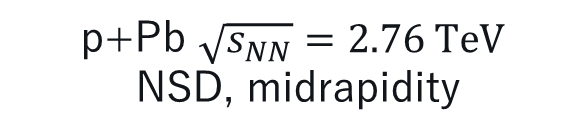 p+Pb √s_NN = 2.76 TeV
NSD, midrapidity